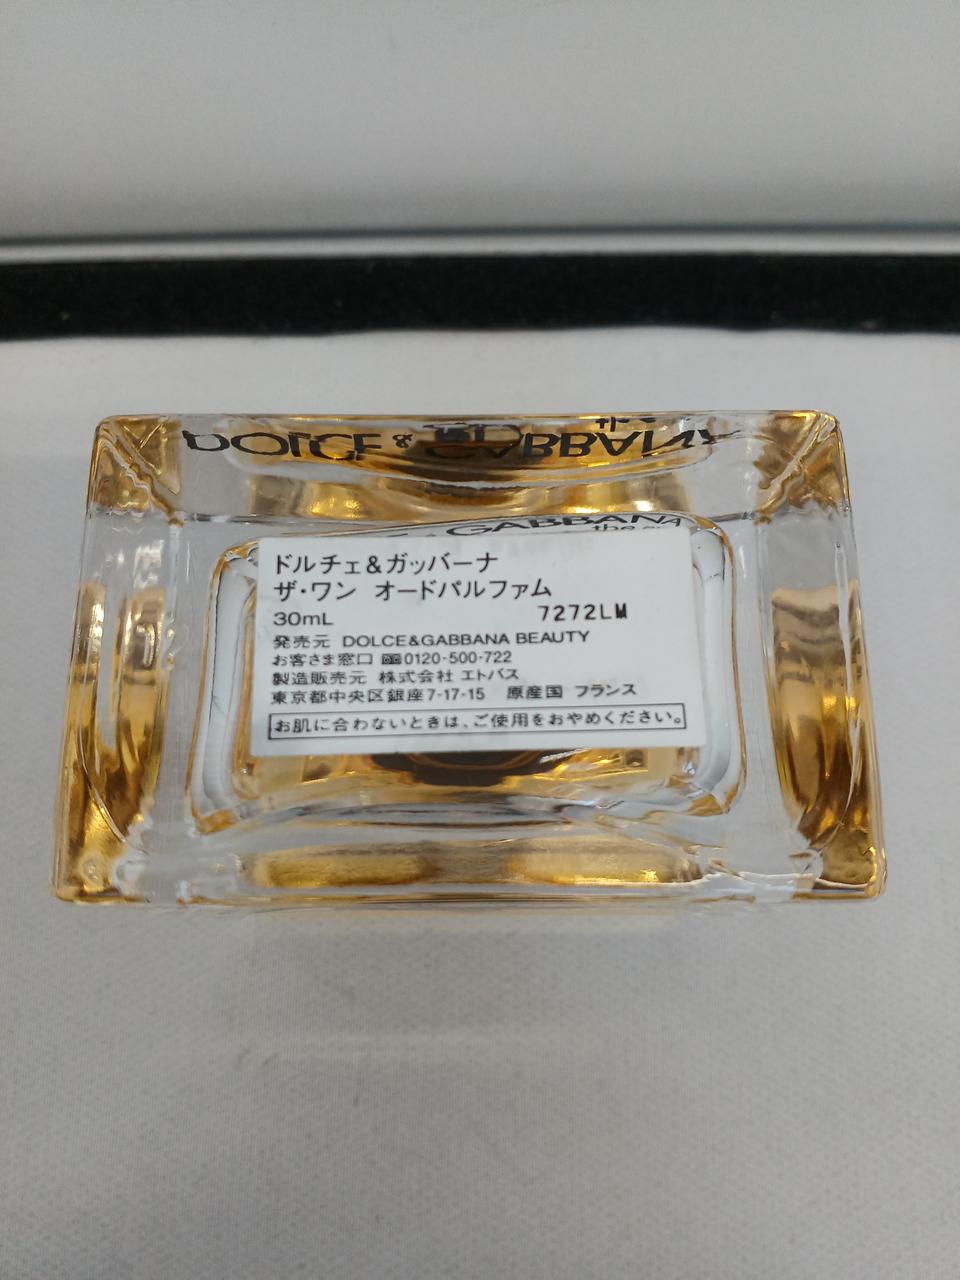 DOLCE & GABBANA
GABBANA
the
ドルチェ&ガッバーナ
ザ・ワン オードパルファム
30mL 7272LM
発売元 DOLCE&GABBANA BEAUTY
お客さま窓口 0120-500-722
製造販売元 株式会社 エトバス
東京都中央区銀座7-17-15 原産国 フランス
お肌に合わないときは、ご使用をおやめください。